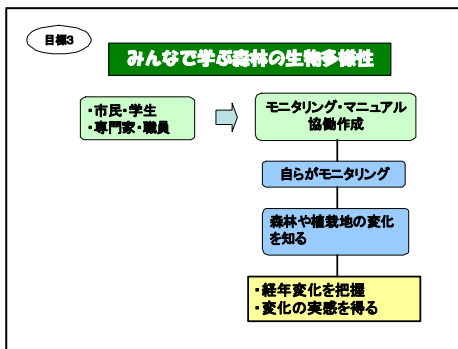 目標3
みんなで学ぶ森林の生物多様性
・市民・学生
・専門家・職員
モニタリング・マニュアル
協働作成
自らがモニタリング
森林や植栽地の変化
を知る
・経年変化を把握
・変化の実感を得る